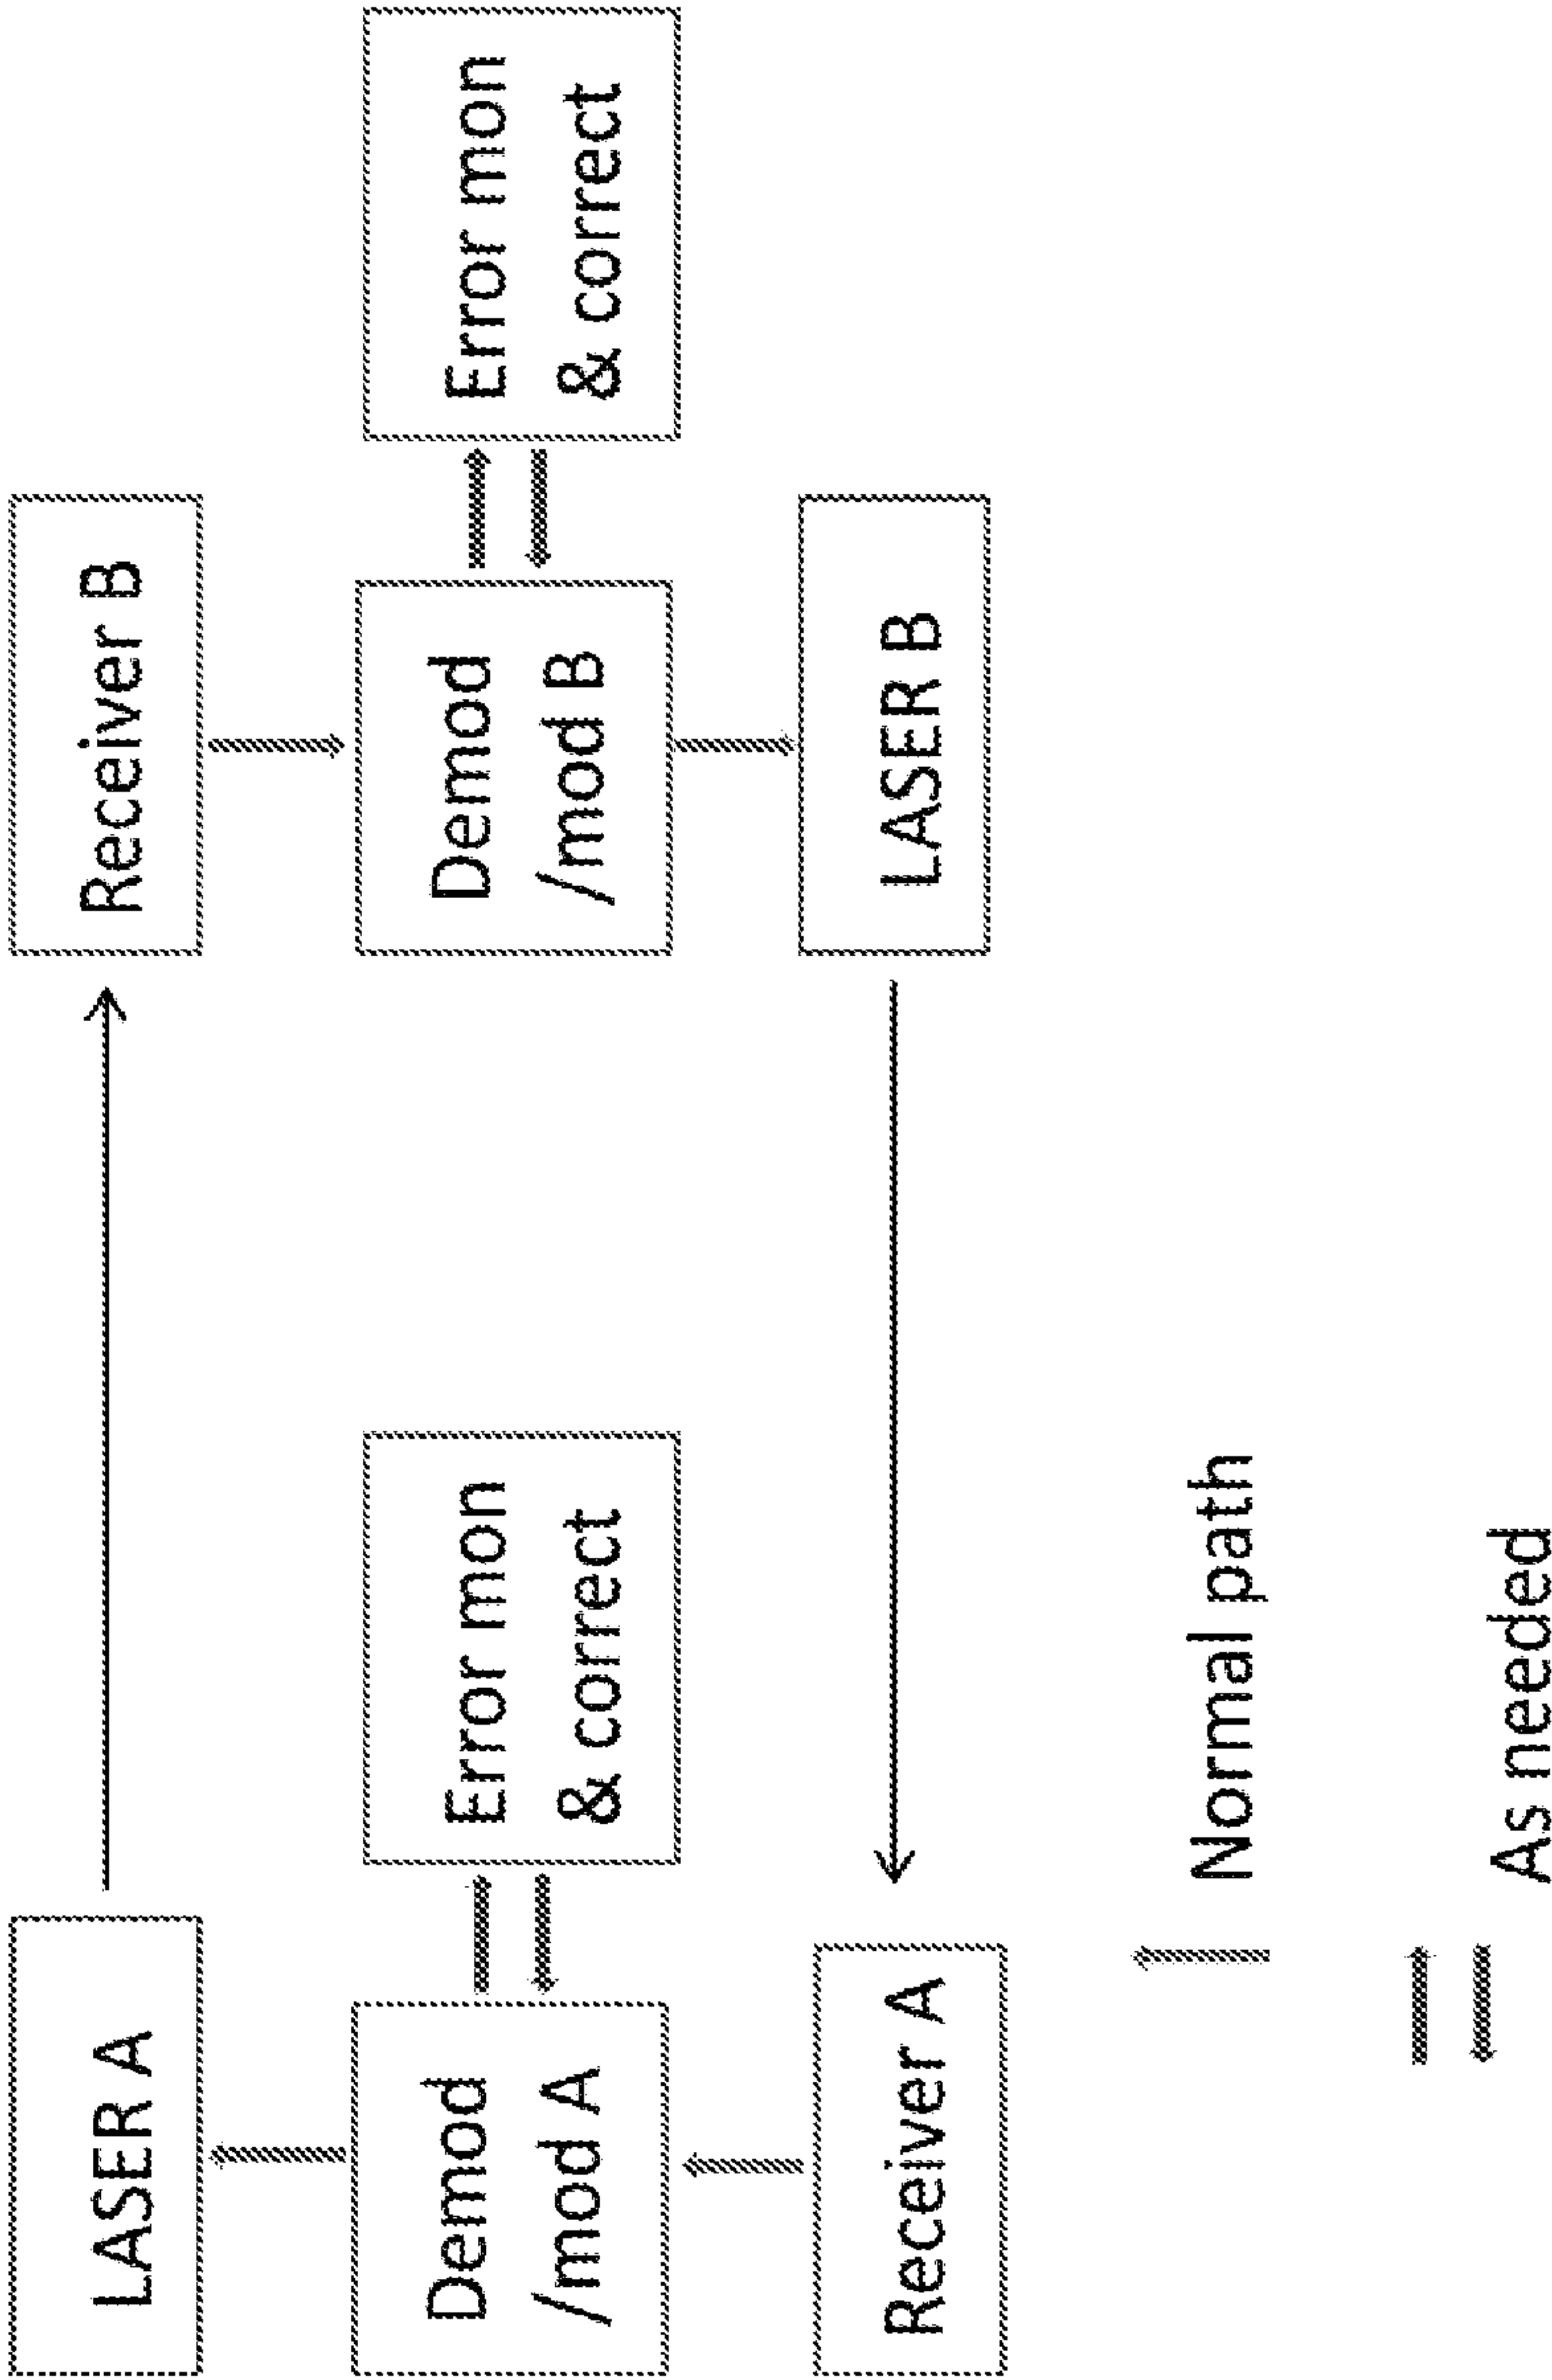 LASER A
Receiver B
Demod
/mod A
Error mon
& correct
Demod
/mod B
Error mon
& correct
Receiver A
LASER B
Normal path
As needed